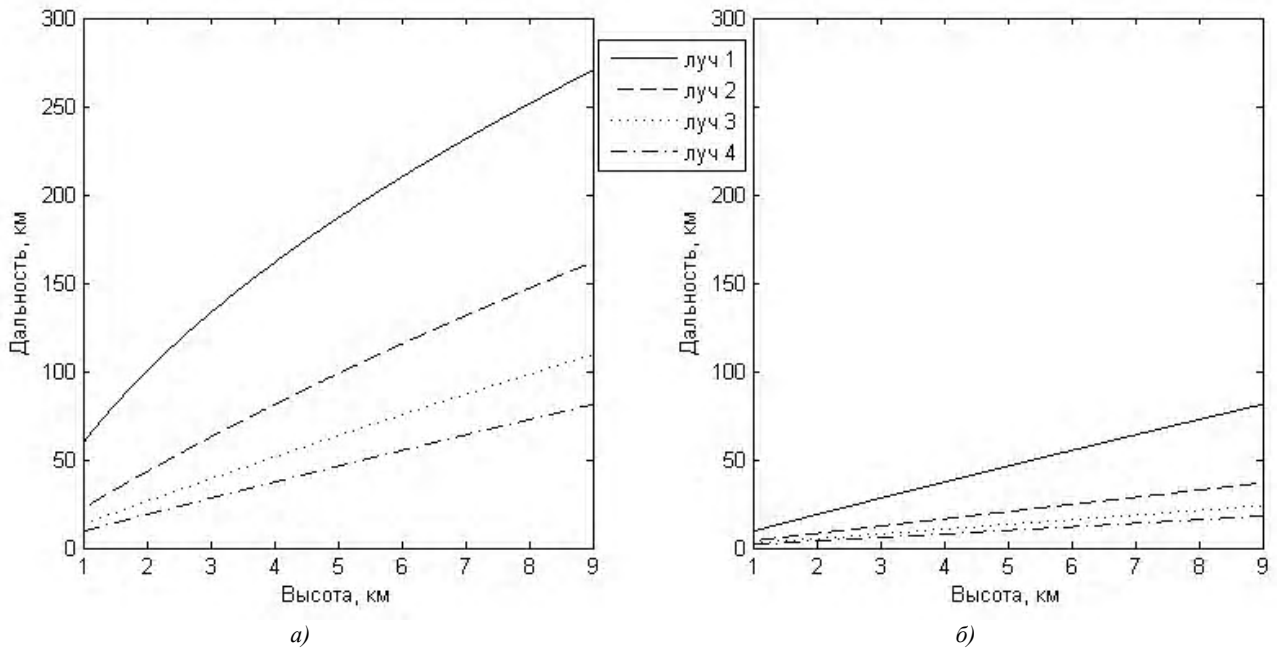 300
250
200
150
100
50
0
Дальность, км
1 2 3 4 5 6 7 8 9
Высота, км
а)
луч 1
луч 2
луч 3
луч 4
300
250
200
150
100
50
0
Дальность, км
1 2 3 4 5 6 7 8 9
Высота, км
б)